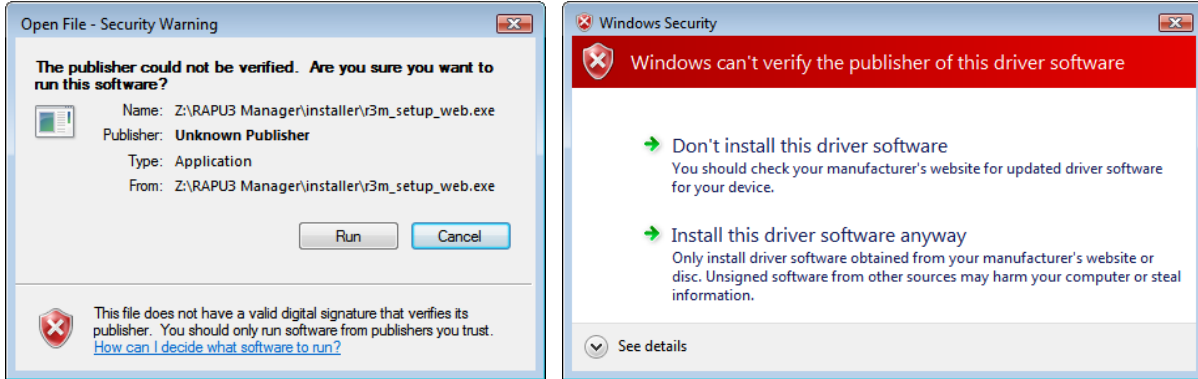 Open File - Security Warning
The publisher could not be verified. Are you sure you want to
run this software?
Name: Z:\RAPU3 Manager\installer\r3m_setup_web.exe
Publisher: Unknown Publisher
Type: Application
From: Z:\RAPU3 Manager\installer\r3m_setup_web.exe
Run Cancel
This file does not have a valid digital signature that verifies its
publisher. You should only run software from publishers you trust.
How can I decide what software to run?
Windows Security
Windows can't verify the publisher of this driver software
Don't install this driver software
You should check your manufacturer's website for updated driver software
for your device.
Install this driver software anyway
Only install driver software obtained from your manufacturer's website or
disc. Unsigned software from other sources may harm your computer or steal
information.
See details